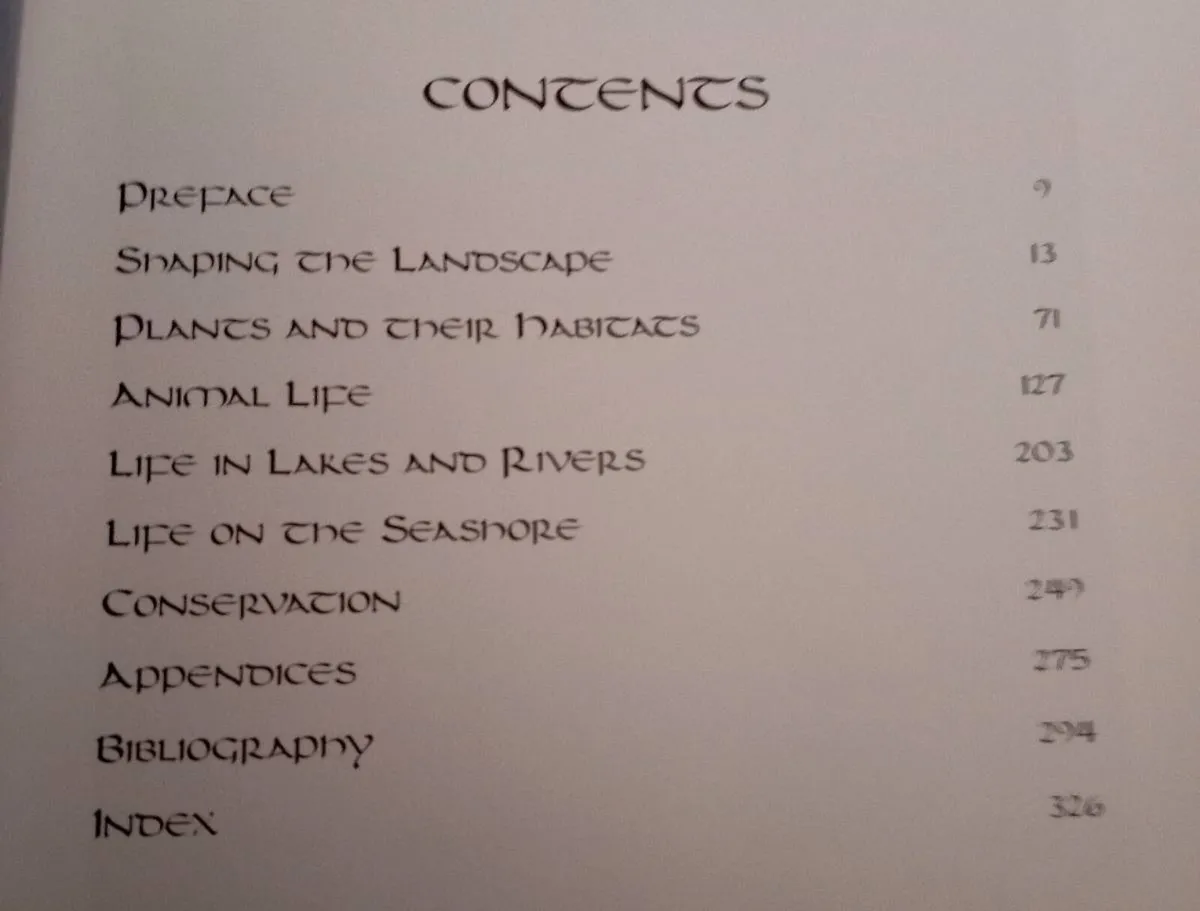 CONTENTS
PREFACE 9
SHAPING THE LANDSCAPE 13
PLANTS AND THEIR HABITATS 71
ANIMAL LIFE 127
LIFE IN LAKES AND RIVERS 203
LIFE ON THE SEASHORE 231
CONSERVATION 249
APPENDICES 275
BIBLIOGRAPHY 294
INDEX 326